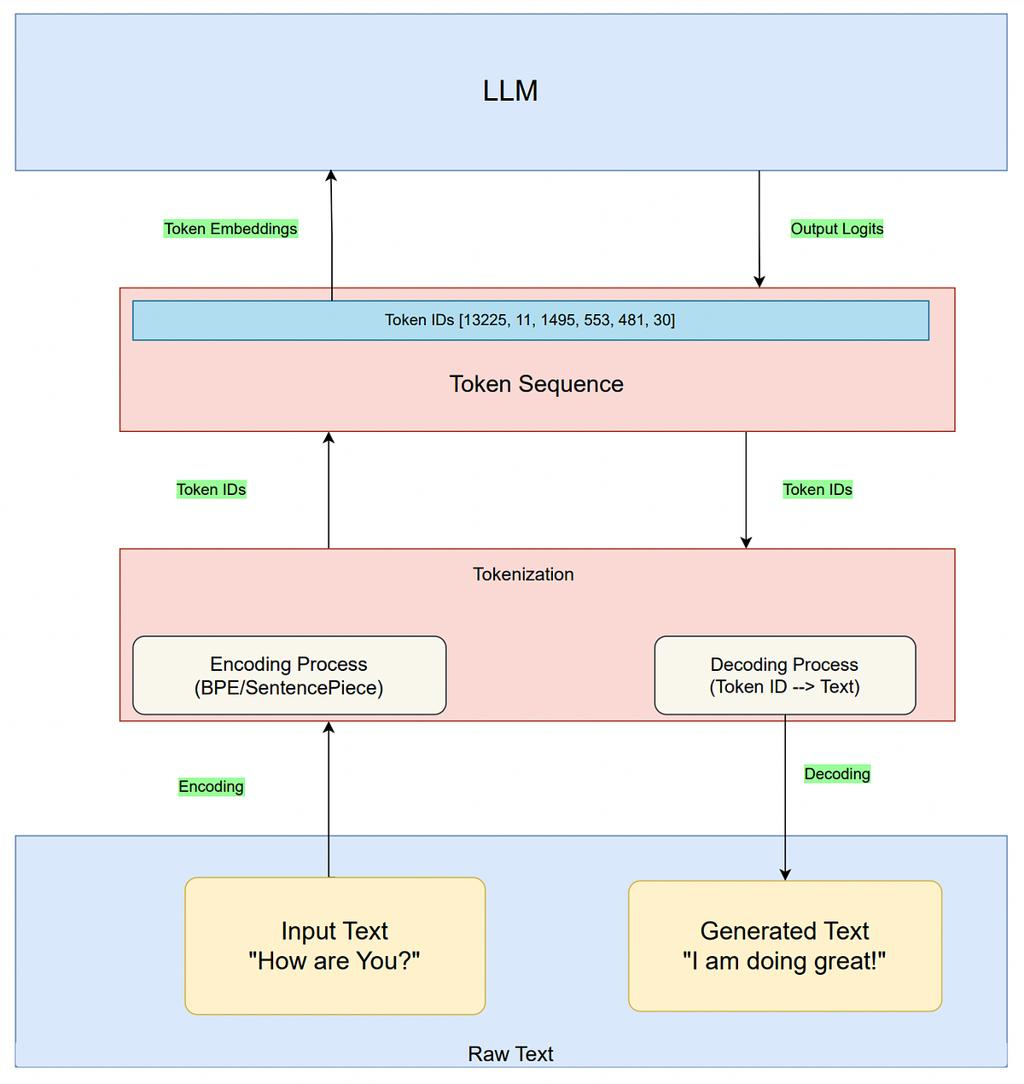 LLM
Token Embeddings
Output Logits
Token IDs [13225, 11, 1495, 553, 481, 30]
Token Sequence
Token IDs
Token IDs
Tokenization
Encoding Process
(BPE/SentencePiece)
Decoding Process
(Token ID --> Text)
Encoding
Decoding
Input Text
"How are You?"
Generated Text
"I am doing great!"
Raw Text